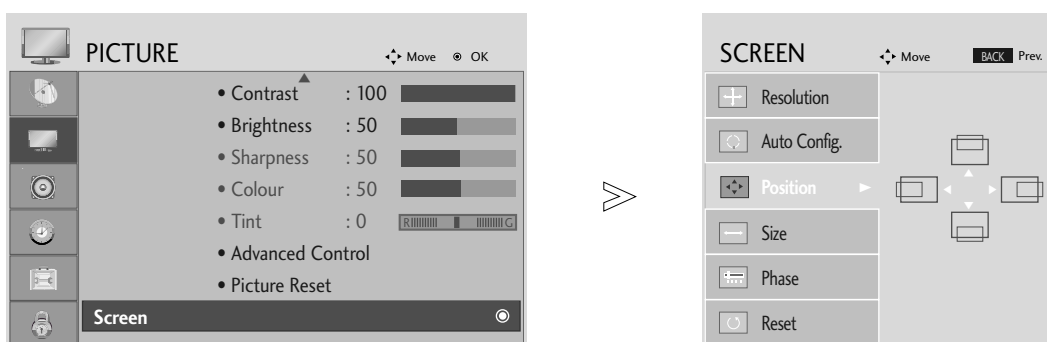 PICTURE
Move OK
• Contrast : 100
• Brightness : 50
• Sharpness : 50
• Colour : 50
• Tint : 0 R G
• Advanced Control
• Picture Reset
Screen
SCREEN
Move BACK Prev.
Resolution
Auto Config.
Position
Size
Phase
Reset